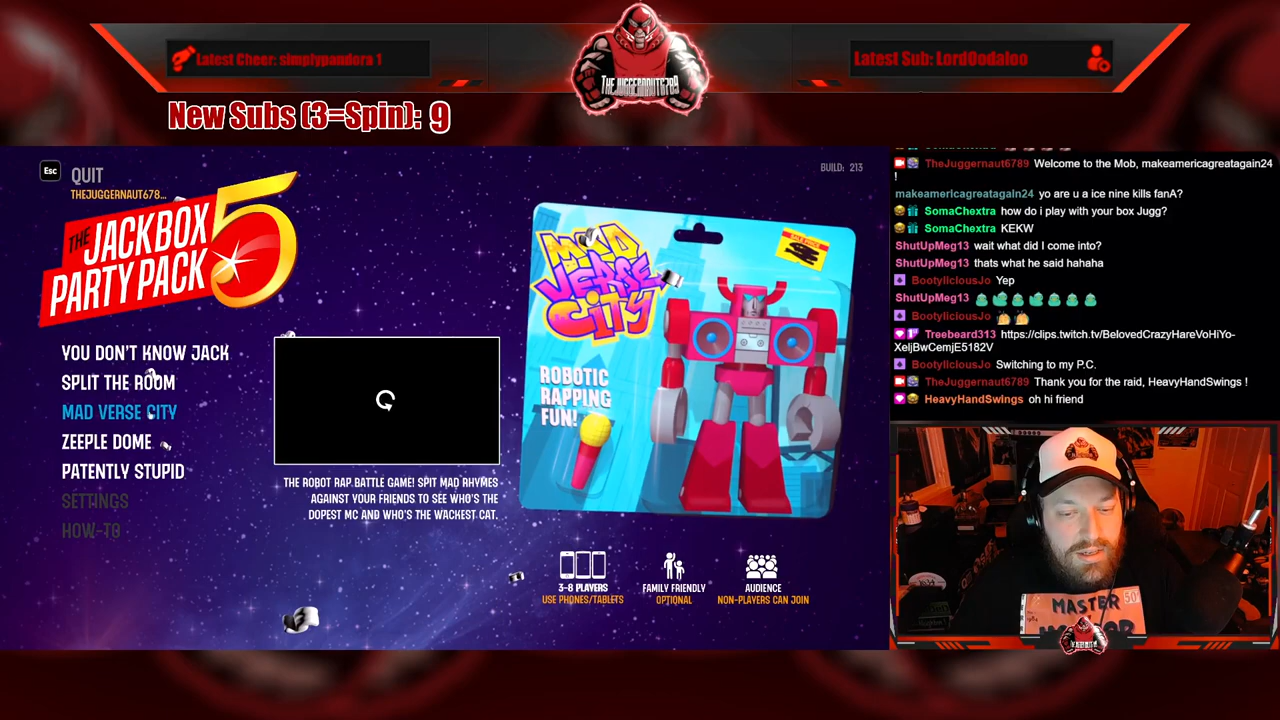 Latest Cheer: simplypandora 1
THEJUGGERNAUT6789
Latest Sub: LordOodaloo
New Subs (3=Spin): 9
Esc
QUIT
THEJUGGERNAUT678...
BUILD: 213
THE
JACKBOX
PARTY PACK
5
YOU DON'T KNOW JACK
SPLIT THE ROOM
MAD VERSE CITY
ZEEPLE DOME
PATENTLY STUPID
SETTINGS
HOW-TO
THE ROBOT RAP BATTLE GAME! SPIT MAD RHYMES
AGAINST YOUR FRIENDS TO SEE WHO'S THE
DOPEST MC AND WHO'S THE WACKEST CAT.
MAD
VERSE
CITY
ROBOTIC
RAPPING
FUN!
3-8 PLAYERS
USE PHONES/TABLETS
FAMILY FRIENDLY
OPTIONAL
AUDIENCE
NON-PLAYERS CAN JOIN
TheJuggernaut6789 Welcome to the Mob, makeamericagreatagain24
!
makeamericagreatagain24 yo are u a ice nine kills fanA?
SomaChextra how do i play with your box Jugg?
SomaChextra KEKW
ShutUpMeg13 wait what did I come into?
ShutUpMeg13 thats what he said hahaha
BootyliciousJo Yep
ShutUpMeg13
BootyliciousJo
Treebeard313 https://clips.twitch.tv/BelovedCrazyHareVoHiYo-
XeljBwCemjE5182V
BootyliciousJo Switching to my P.C.
TheJuggernaut6789 Thank you for the raid, HeavyHandSwings !
HeavyHandSwings oh hi friend
MASTER